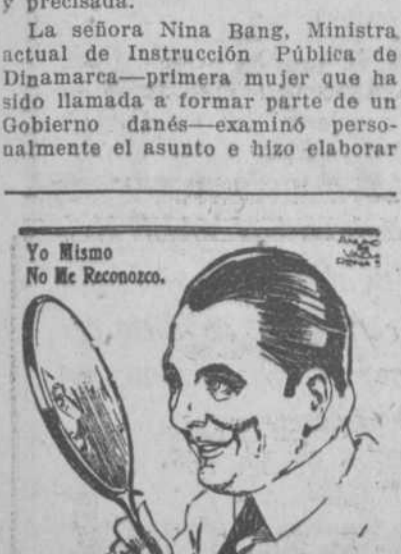 y precisada.
La señora Nina Bang, Ministra
actual de Instrucción Pública de
Dinamarca—primera mujer que ha
sido llamada a formar parte de un
Gobierno danés—examinó perso-
nalmente el asunto e hizo elaborar
Yo Mismo
No Me Reconozco.